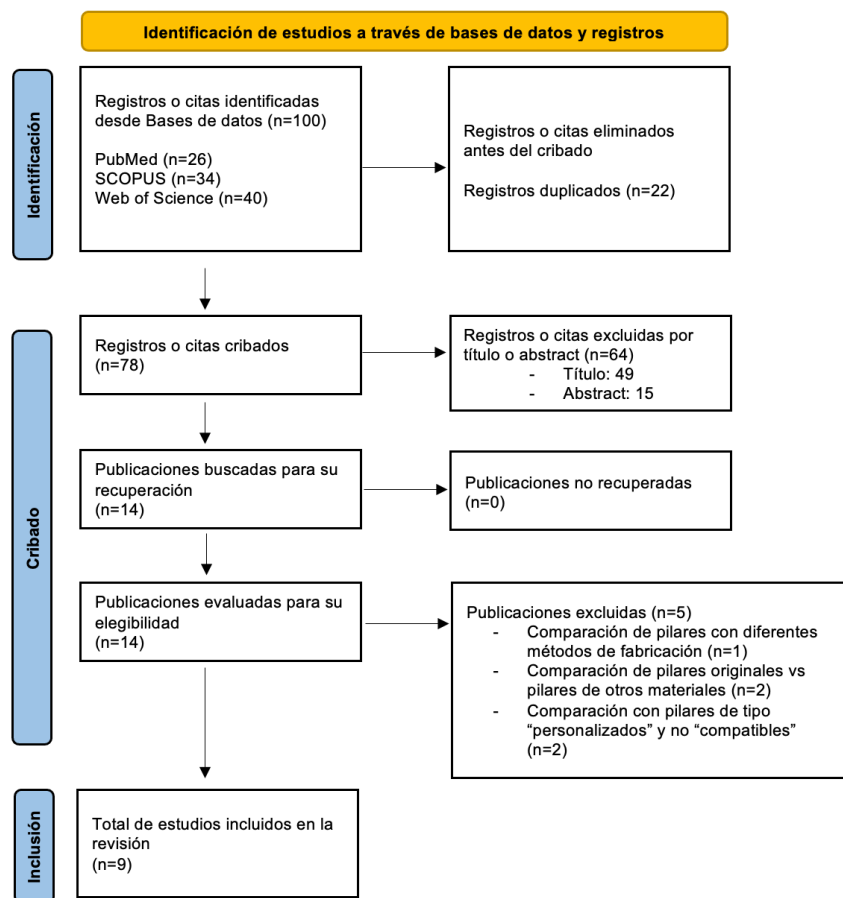 Identificación de estudios a través de bases de datos y registros
Identificación
Registros o citas identificadas
desde Bases de datos (n=100)
PubMed (n=26)
SCOPUS (n=34)
Web of Science (n=40)
Registros o citas eliminados
antes del cribado
Registros duplicados (n=22)
Cribado
Registros o citas cribados
(n=78)
Registros o citas excluidas por
título o abstract (n=64)
- Título: 49
- Abstract: 15
Publicaciones buscadas para su
recuperación
(n=14)
Publicaciones no recuperadas
(n=0)
Publicaciones evaluadas para su
elegibilidad
(n=14)
Publicaciones excluidas (n=5)
- Comparación de pilares con diferentes
métodos de fabricación (n=1)
- Comparación de pilares originales vs
pilares de otros materiales (n=2)
- Comparación con pilares de tipo
“personalizados” y no “compatibles”
(n=2)
Inclusión
Total de estudios incluidos en la
revisión
(n=9)